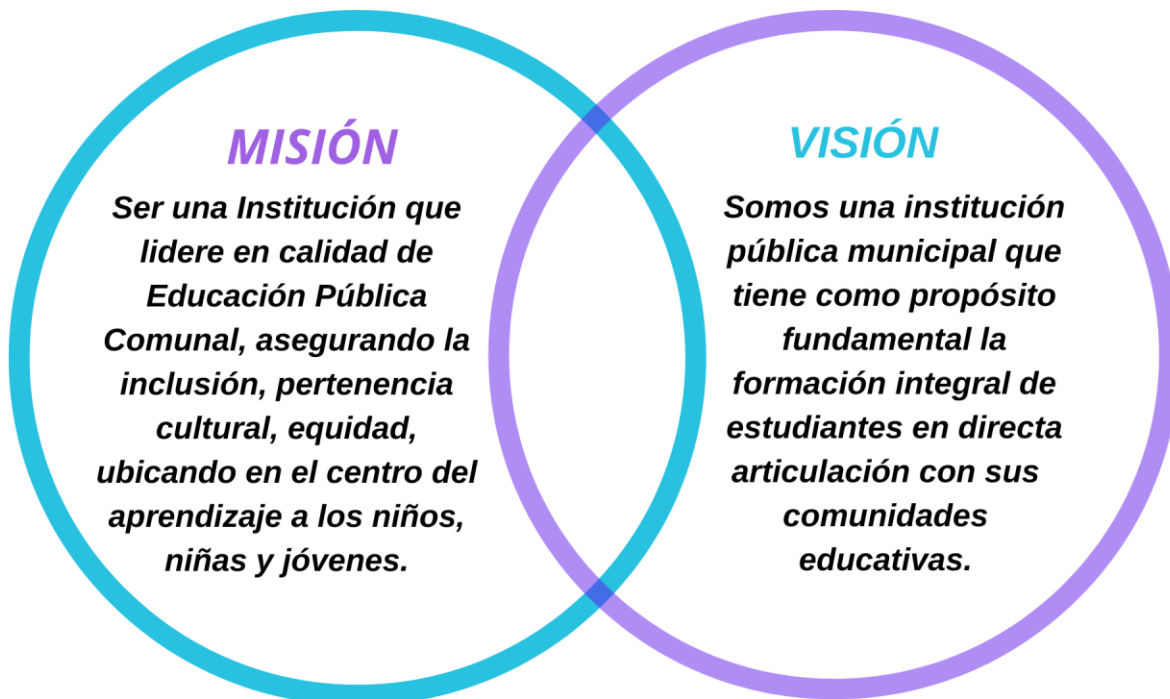 MISIÓN
Ser una Institución que
lidere en calidad de
Educación Pública
Comunal, asegurando la
inclusión, pertenencia
cultural, equidad,
ubicando en el centro del
aprendizaje a los niños,
niñas y jóvenes.
VISIÓN
Somos una institución
pública municipal que
tiene como propósito
fundamental la
formación integral de
estudiantes en directa
articulación con sus
comunidades
educativas.